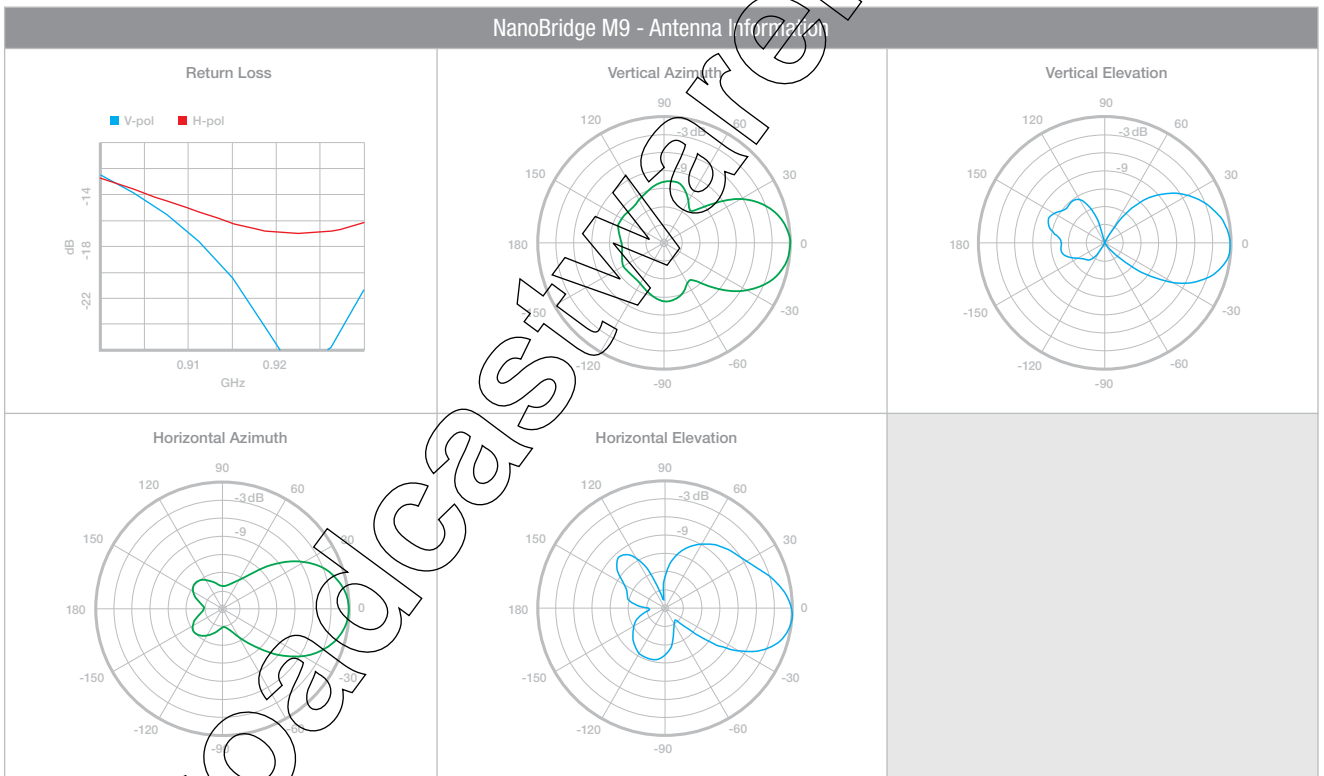 NanoBridge M9 - Antenna Information
Return Loss
V-pol H-pol
-14
-18
-22
dB
0.91 0.92
GHz
Vertical Azimuth
90
120 60
-3 dB
-9
150 30
180 0
-150 -30
-120 -60
-90
Vertical Elevation
90
120 60
-3 dB
-9
150 30
180 0
-150 -30
-120 -60
-90
Horizontal Azimuth
90
120 60
-3 dB
-9
150 30
180 0
-150 -30
-120 -60
-90
Horizontal Elevation
90
120 60
-3 dB
-9
150 30
180 0
-150 -30
-120 -60
-90